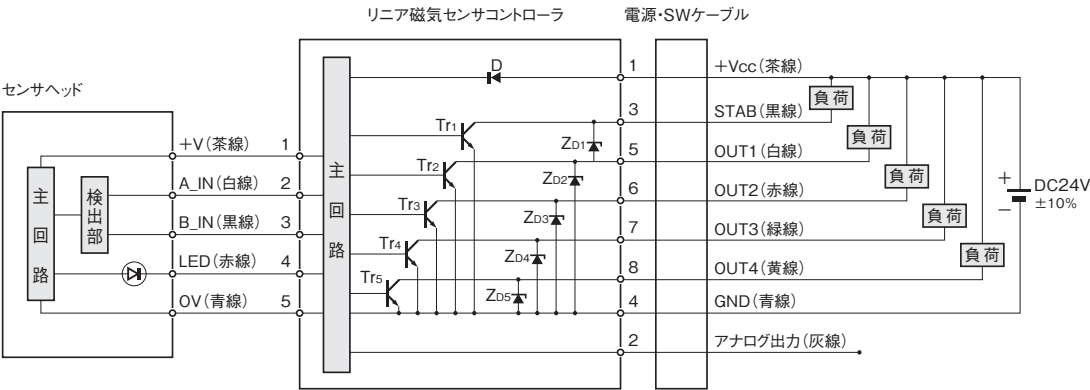 リニア磁気センサコントローラ
電源・SWケーブル
センサヘッド
主回路
検出部
+V(茶線) 1
A_IN(白線) 2
B_IN(黒線) 3
LED(赤線) 4
0V(青線) 5
主回路
D
Tr1
Tr2
Tr3
Tr4
Tr5
ZD1
ZD2
ZD3
ZD4
ZD5
1 +Vcc(茶線)
3 STAB(黒線)
5 OUT1(白線)
6 OUT2(赤線)
7 OUT3(緑線)
8 OUT4(黄線)
4 GND(青線)
2 アナログ出力(灰線)
負荷
負荷
負荷
負荷
負荷
+
−
DC24V
±10%